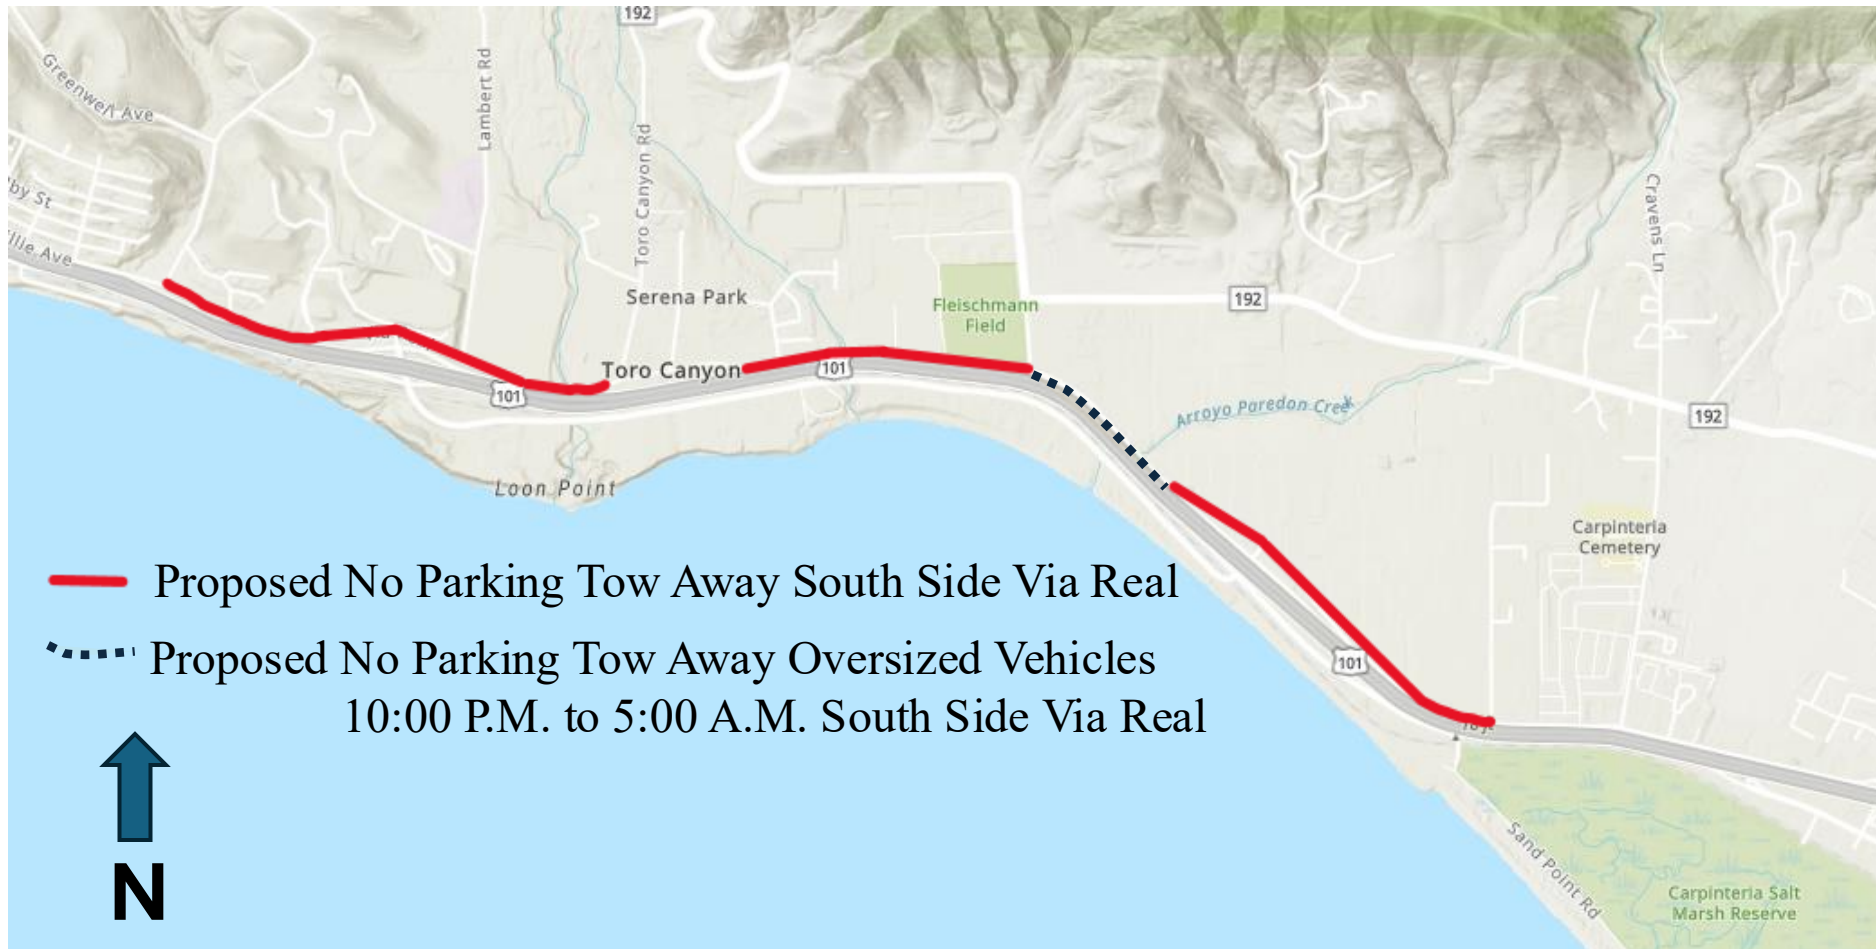 192
Greenwell Ave
Lambert Rd
Toro Canyon Rd
Cravens Ln
by St
llie Ave
Serena Park
Fleischmann
Field
192
Toro Canyon
101
101
Arroyo Paredon Creek
192
Loon Point
Carpinteria
Cemetery
Proposed No Parking Tow Away South Side Via Real
Proposed No Parking Tow Away Oversized Vehicles
10:00 P.M. to 5:00 A.M. South Side Via Real
101
N
Sand Point Rd
Carpinteria Salt
Marsh Reserve